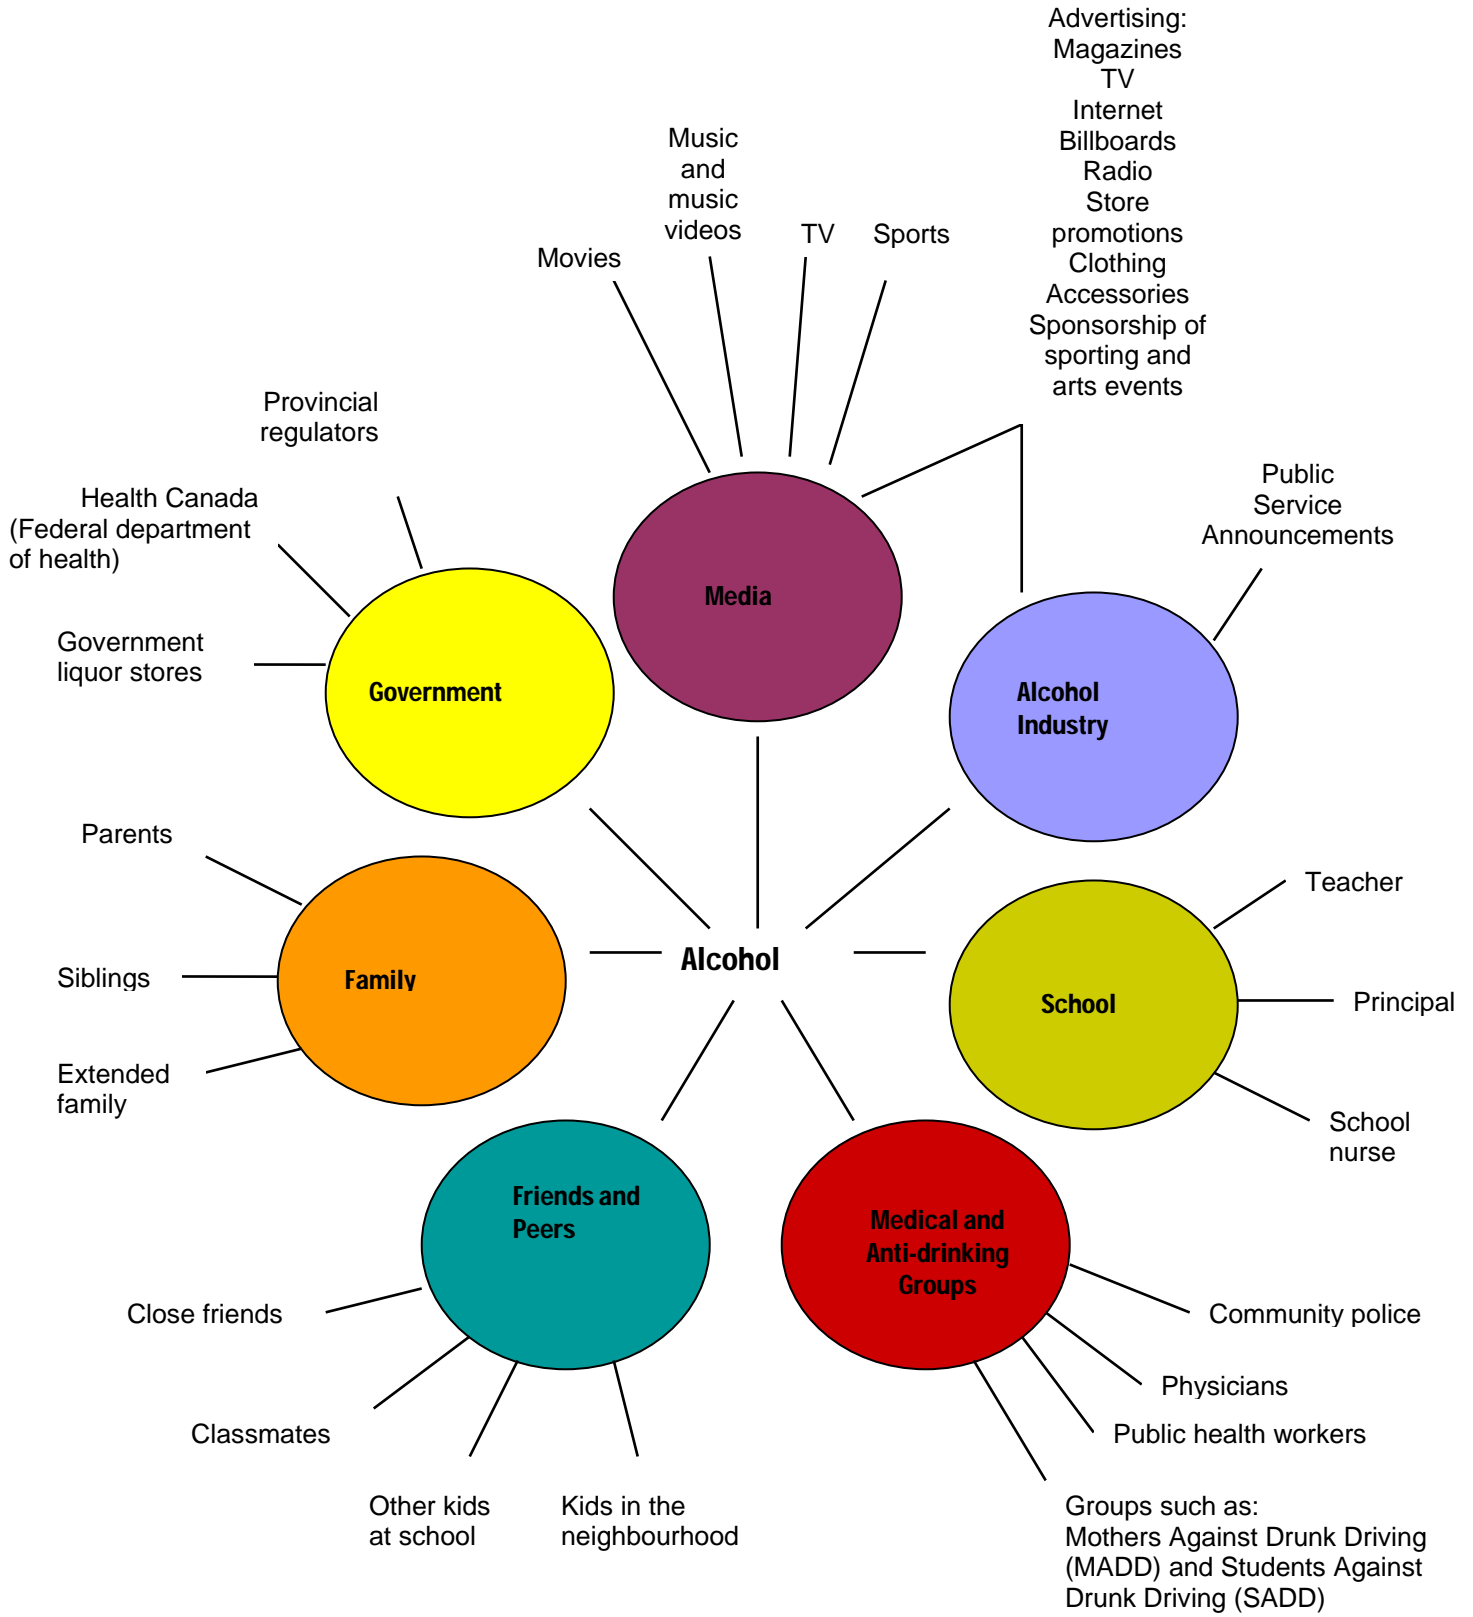 Advertising:
Magazines
TV
Internet
Billboards
Radio
Store
promotions
Clothing
Accessories
Sponsorship of
sporting and
arts events
Music
and
music
videos
TV
Sports
Movies
Provincial
regulators
Health Canada
(Federal department
of health)
Government
liquor stores
Public
Service
Announcements
Media
Government
Alcohol
Industry
Parents
Siblings
Extended
family
Family
Alcohol
School
Teacher
Principal
School
nurse
Friends and
Peers
Medical and
Anti-drinking
Groups
Close friends
Classmates
Other kids
at school
Kids in the
neighbourhood
Community police
Physicians
Public health workers
Groups such as:
Mothers Against Drunk Driving
(MADD) and Students Against
Drunk Driving (SADD)